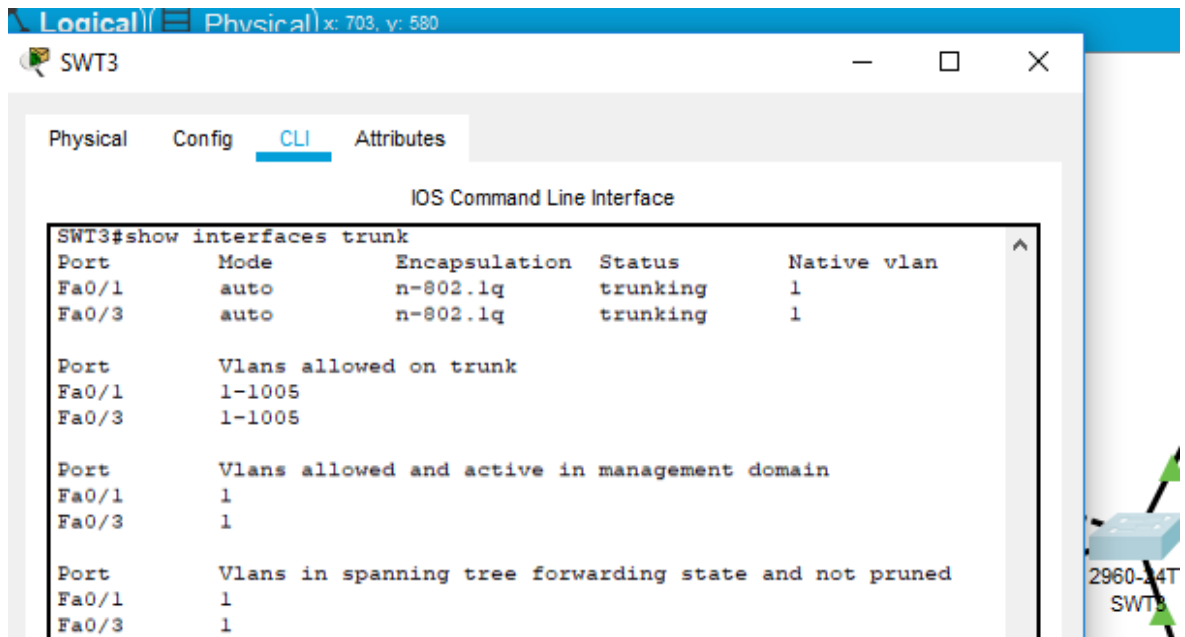 Logical Physical x: 703, y: 580
SWT3
Physical Config CLI Attributes
IOS Command Line Interface
SWT3#show interfaces trunk
Port Mode Encapsulation Status Native vlan
Fa0/1 auto n-802.1q trunking 1
Fa0/3 auto n-802.1q trunking 1
Port Vlans allowed on trunk
Fa0/1 1-1005
Fa0/3 1-1005
Port Vlans allowed and active in management domain
Fa0/1 1
Fa0/3 1
Port Vlans in spanning tree forwarding state and not pruned
Fa0/1 1
Fa0/3 1
2960-24T
SWT3